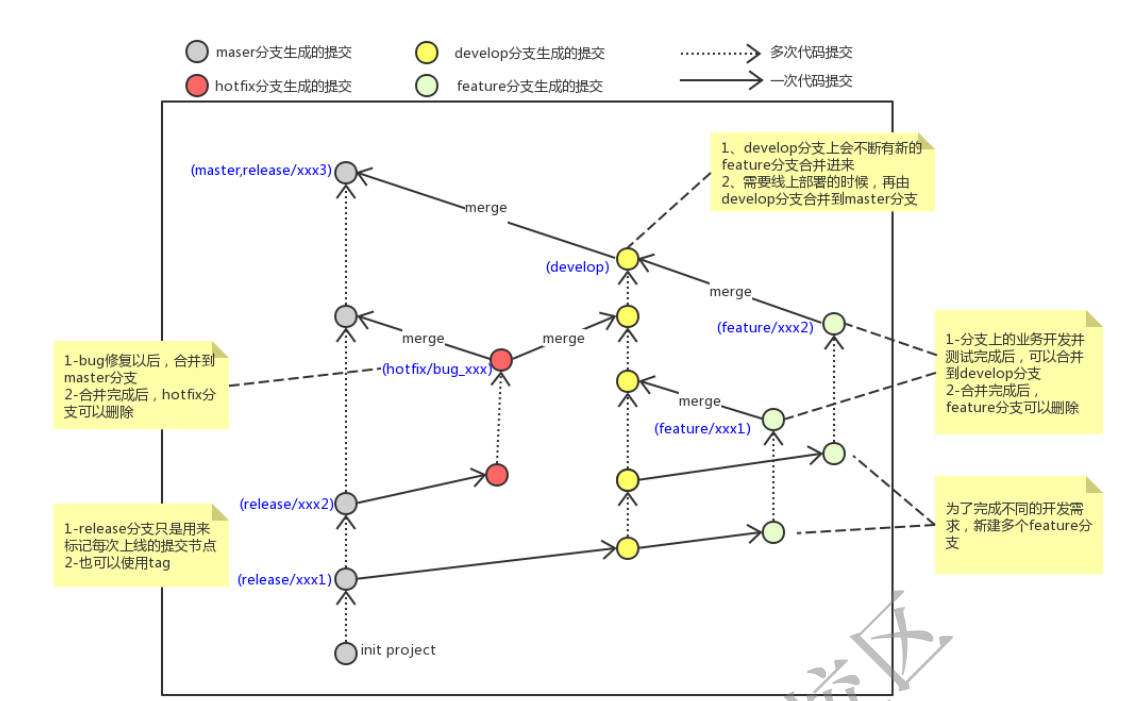 maser分支生成的提交
develop分支生成的提交
多次代码提交
hotfix分支生成的提交
feature分支生成的提交
一次代码提交
1、develop分支上会不断有新的
feature分支合并进来
2、需要线上部署的时候，再由
develop分支合并到master分支
(master,release/xxx3)
merge
(develop)
merge
(feature/xxx2)
merge
merge
1-分支上的业务开发并
测试完成后，可以合并
到develop分支
2-合并完成后，
feature分支可以删除
1-bug修复以后，合并到
master分支
2-合并完成后，hotfix分
支可以删除
(hotfix/bug_xxx)
merge
(feature/xxx1)
(release/xxx2)
为了完成不同的开发需
求，新建多个feature分
支
1-release分支只是用来
标记每次上线的提交节点
2-也可以使用tag
(release/xxx1)
init project
区